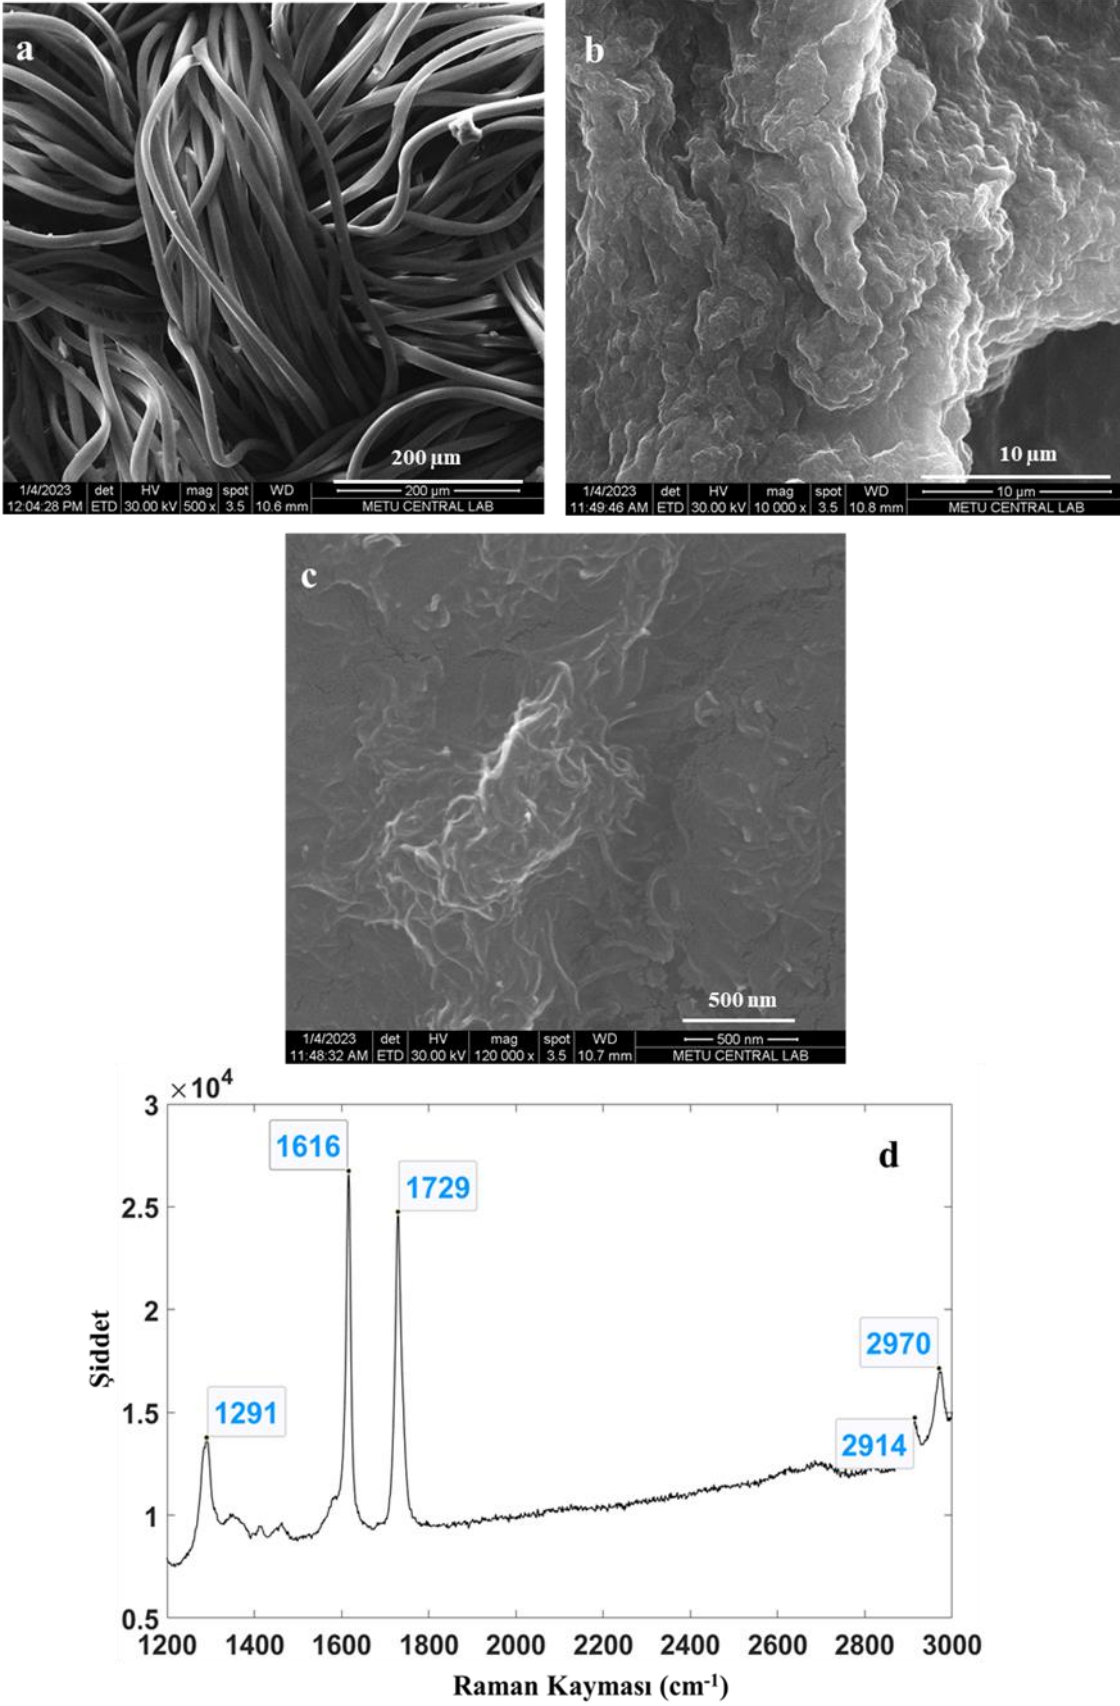 a
200 µm
1/4/2023 det HV mag spot WD 200 µm
12:04:28 PM ETD 30.00 kV 500 x 3.5 10.6 mm METU CENTRAL LAB
b
10 µm
1/4/2023 det HV mag spot WD 10 µm
11:49:46 AM ETD 30.00 kV 10 000 x 3.5 10.8 mm METU CENTRAL LAB
c
500 nm
1/4/2023 det HV mag spot WD 500 nm
11:48:32 AM ETD 30.00 kV 120 000 x 3.5 10.7 mm METU CENTRAL LAB
×10⁴
3
2.5
2
1.5
1
0.5
Şiddet
d
1616
1729
2970
1291
2914
1200 1400 1600 1800 2000 2200 2400 2600 2800 3000
Raman Kayması (cm⁻¹)